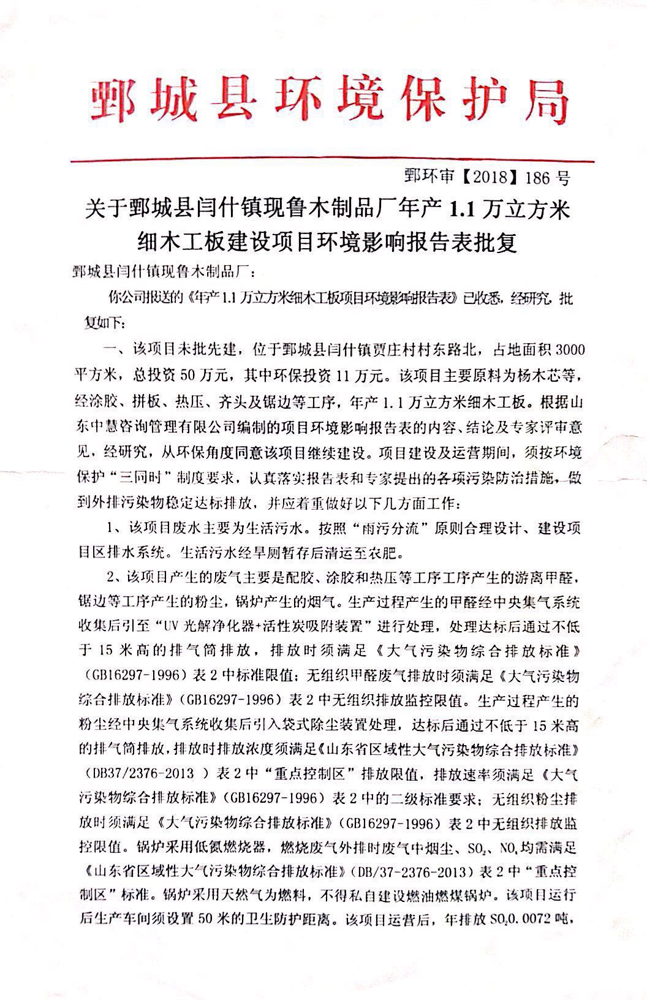 鄄城县环境保护局
鄄环审【2018】186 号
关于鄄城县闫什镇现鲁木制品厂年产 1.1 万立方米
细木工板建设项目环境影响报告表批复
鄄城县闫什镇现鲁木制品厂：
你公司报送的《年产 1.1 万立方米细木工板项目环境影响报告表》已收悉，经研究，批
复如下：
一、该项目未批先建，位于鄄城县闫什镇贾庄村村东路北，占地面积 3000
平方米，总投资 50 万元，其中环保投资 11 万元。该项目主要原料为杨木芯等，
经涂胶、拼板、热压、齐头及锯边等工序，年产 1.1 万立方米细木工板。根据山
东中慧咨询管理有限公司编制的项目环境影响报告表的内容、结论及专家评审意
见，经研究，从环保角度同意该项目继续建设。项目建设及运营期间，须按环境
保护“三同时”制度要求，认真落实报告表和专家提出的各项污染防治措施，做
到外排污染物稳定达标排放，并应着重做好以下几方面工作：
1、该项目废水主要为生活污水。按照“雨污分流”原则合理设计、建设项
目区排水系统。生活污水经旱厕暂存后清运至农肥。
2、该项目产生的废气主要是配胶、涂胶和热压等工序工序产生的游离甲醛，
锯边等工序产生的粉尘，锅炉产生的烟气。生产过程产生的甲醛经中央集气系统
收集后引至“UV 光解净化器+活性炭吸附装置”进行处理，处理达标后通过不低
于 15 米高的排气筒排放，排放时须满足《大气污染物综合排放标准》
（GB16297-1996）表 2 中标准限值；无组织甲醛废气排放时须满足《大气污染物
综合排放标准》（GB16297-1996）表 2 中无组织排放监控限值。生产过程产生的
粉尘经中央集气系统收集后引入袋式除尘装置处理，达标后通过不低于 15 米高
的排气筒排放，排放时排放浓度须满足《山东省区域性大气污染物综合排放标准》
（DB37/2376-2013 ）表 2 中“重点控制区”排放限值，排放速率须满足《大气
污染物综合排放标准》（GB16297-1996）表 2 中的二级标准要求；无组织粉尘排
放时须满足《大气污染物综合排放标准》（GB16297-1996）表 2 中无组织排放监
控限值。锅炉采用低氮燃烧器，燃烧废气外排时废气中烟尘、SO₂、NOₓ均需满足
《山东省区域性大气污染物综合排放标准》（DB/37-2376-2013）表 2 中“重点控
制区”标准。锅炉采用天然气为燃料，不得私自建设燃油燃煤锅炉。该项目运行
后生产车间须设置 50 米的卫生防护距离。该项目运营后，年排放 SO₂0.0072 吨，